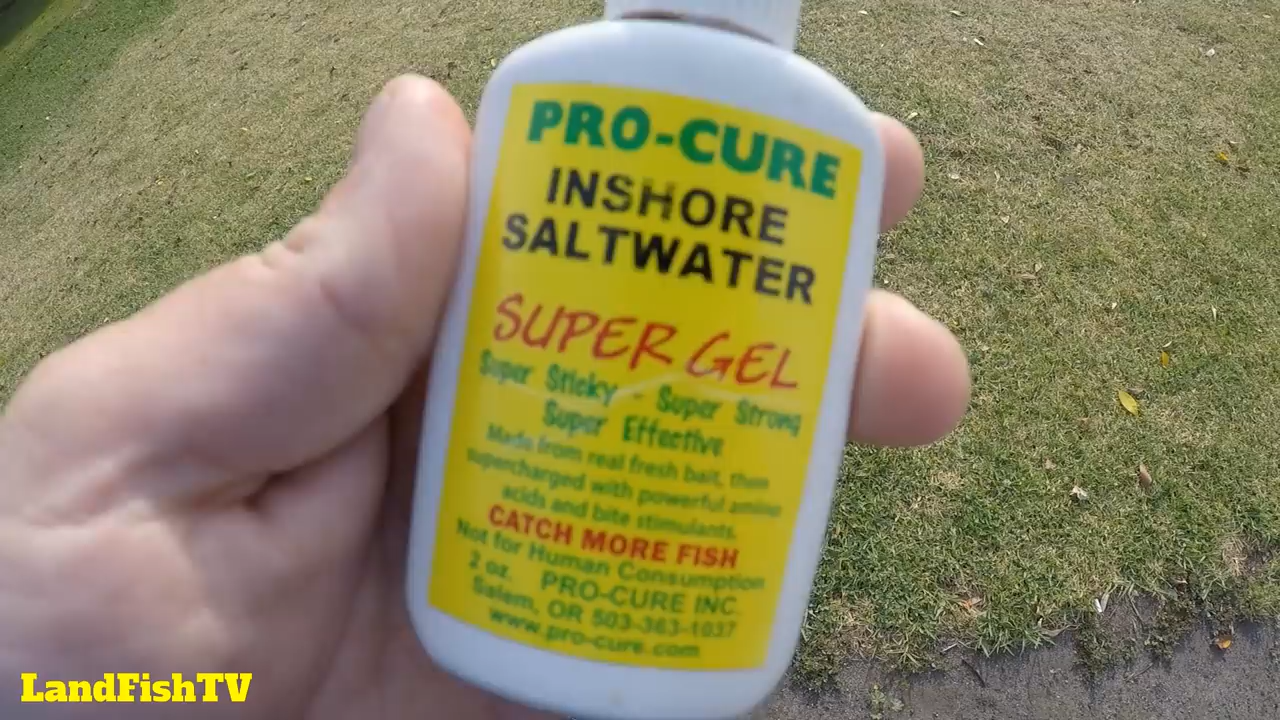 PRO-CURE
INSHORE
SALTWATER
SUPER GEL
Super Sticky - Super Strong
Super Effective
Made from real fresh bait, then
supercharged with powerful amino
acids and bite stimulants.
CATCH MORE FISH
Not for Human Consumption
2 oz. PRO-CURE INC.
Salem, OR 503-363-1037
www.pro-cure.com
LandFishTV